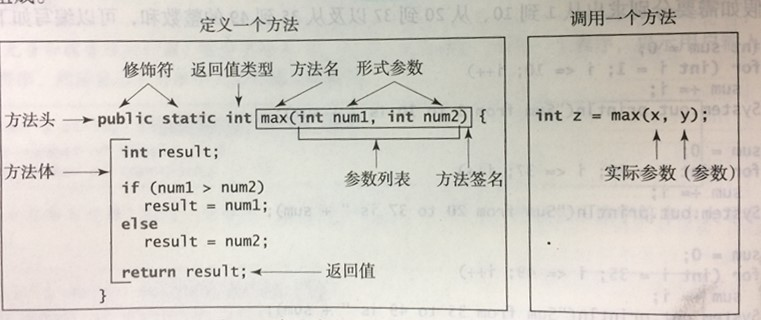 定义一个方法
修饰符 返回值类型 方法名 形式参数
方法头 public static int max(int num1, int num2) {
int result;
方法体
参数列表 方法签名
if (num1 > num2)
result = num1;
else
result = num2;
return result; 返回值
}
调用一个方法
int z = max(x, y);
实际参数 (参数)